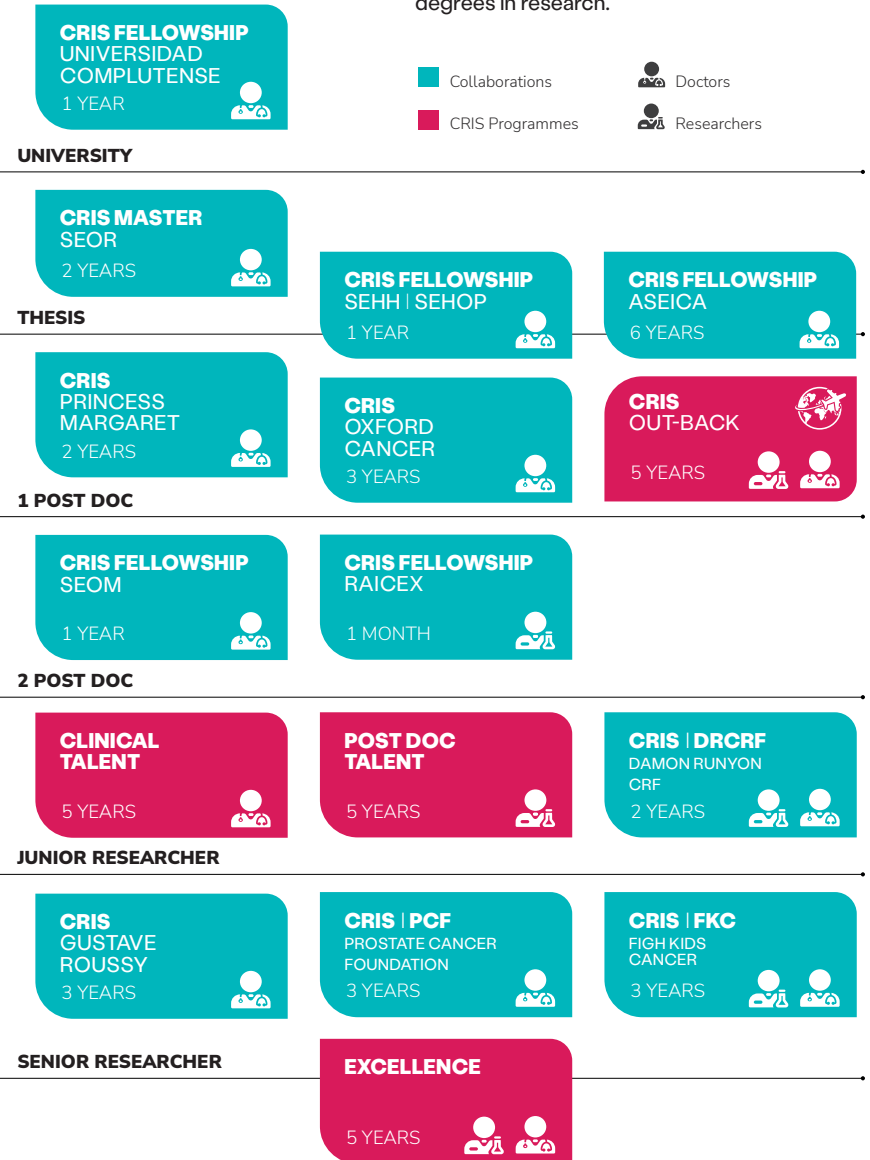 degrees in research.
CRIS FELLOWSHIP
UNIVERSIDAD
COMPLUTENSE
1 YEAR
Collaborations
Doctors
CRIS Programmes
Researchers
UNIVERSITY
CRIS MASTER
SEOR
2 YEARS
CRIS FELLOWSHIP
SEHH | SEHOP
1 YEAR
CRIS FELLOWSHIP
ASEICA
6 YEARS
THESIS
CRIS
PRINCESS
MARGARET
2 YEARS
CRIS
OXFORD
CANCER
3 YEARS
CRIS
OUT-BACK
5 YEARS
1 POST DOC
CRIS FELLOWSHIP
SEOM
1 YEAR
CRIS FELLOWSHIP
RAICEX
1 MONTH
2 POST DOC
CLINICAL
TALENT
5 YEARS
POST DOC
TALENT
5 YEARS
CRIS | DRCRF
DAMON RUNYON
CRF
2 YEARS
JUNIOR RESEARCHER
CRIS
GUSTAVE
ROUSSY
3 YEARS
CRIS | PCF
PROSTATE CANCER
FOUNDATION
3 YEARS
CRIS | FKC
FIGH KIDS
CANCER
3 YEARS
SENIOR RESEARCHER
EXCELLENCE
5 YEARS